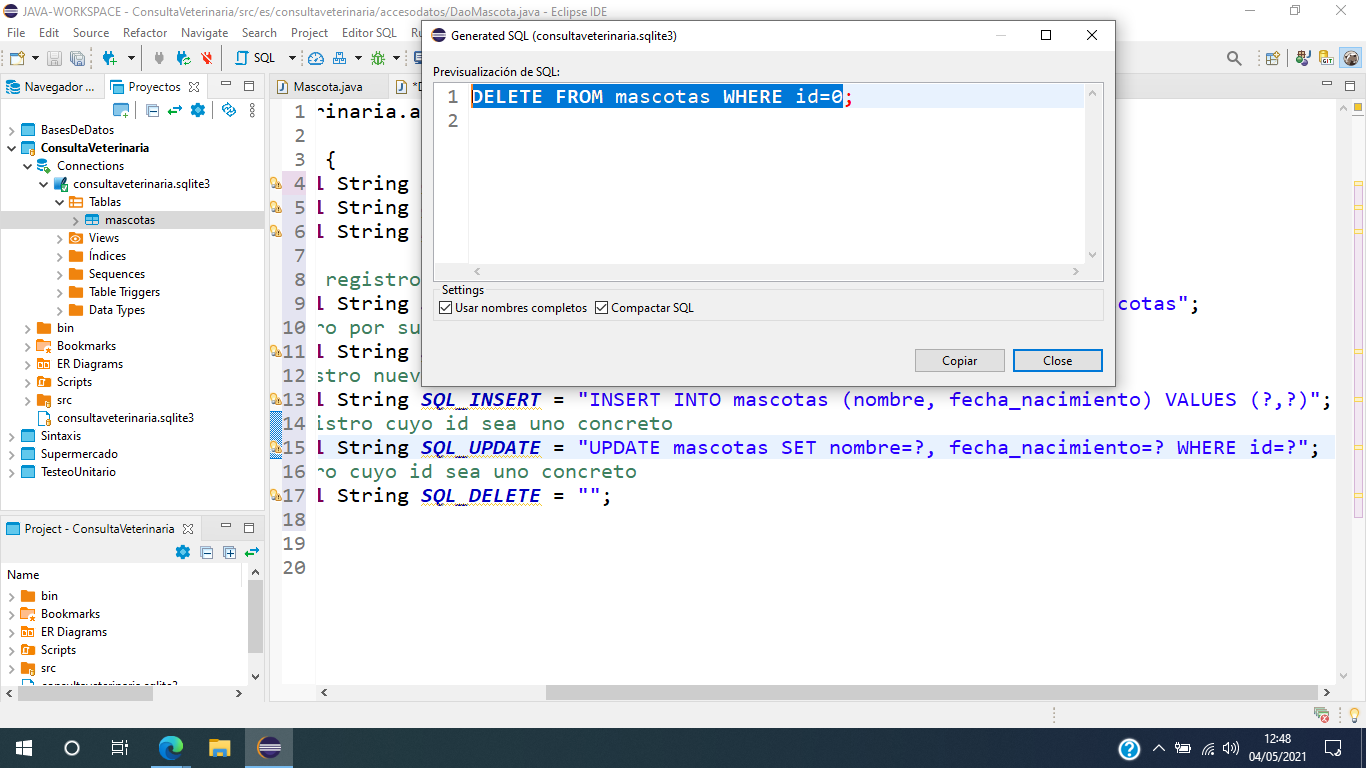 JAVA-WORKSPACE - ConsultaVeterinaria/src/es/consultaveterinaria/accesodatos/DaoMascota.java - Eclipse IDE
File Edit Source Refactor Navigate Search Project Editor SQL
SQL
Navegador ...
Proyectos
BasesDeDatos
ConsultaVeterinaria
Connections
consultaveterinaria.sqlite3
Tablas
mascotas
Views
Índices
Sequences
Table Triggers
Data Types
bin
Bookmarks
ER Diagrams
Scripts
src
consultaveterinaria.sqlite3
Sintaxis
Supermercado
TesteoUnitario
Project - ConsultaVeterinaria
Name
bin
Bookmarks
ER Diagrams
Scripts
src
Mascota.java
1 rinaria.a
2
3 {
4 l String
5 l String
6 l String
7
8 registro
9 l String cotas";
10 ro por su
11 l String
12 stro nuev
13 l String SQL_INSERT = "INSERT INTO mascotas (nombre, fecha_nacimiento) VALUES (?,?)";
14 istro cuyo id sea uno concreto
15 l String SQL_UPDATE = "UPDATE mascotas SET nombre=?, fecha_nacimiento=? WHERE id=?";
16 ro cuyo id sea uno concreto
17 l String SQL_DELETE = "";
18
19
20
Generated SQL (consultaveterinaria.sqlite3)
Previsualización de SQL:
1 DELETE FROM mascotas WHERE id=0;
2
Settings
Usar nombres completos Compactar SQL
Copiar Close
12:48
04/05/2021